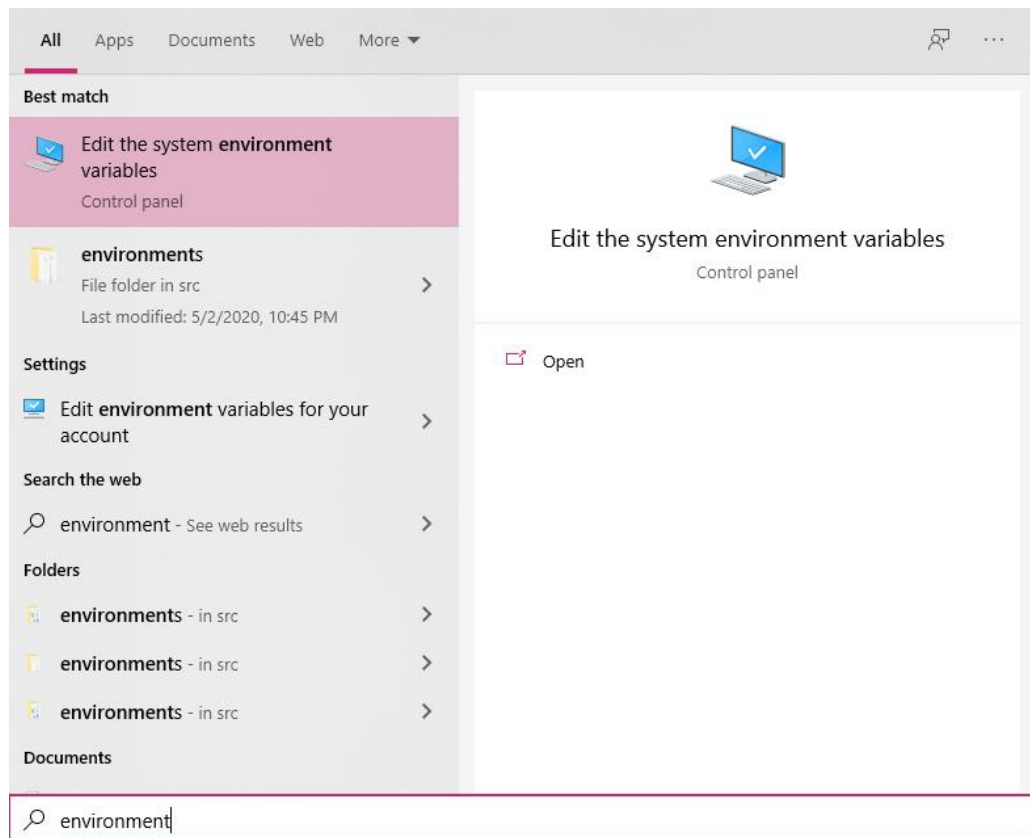 All Apps Documents Web More
Best match
Edit the system environment
variables
Control panel
environments
File folder in src
Last modified: 5/2/2020, 10:45 PM
Settings
Edit environment variables for your
account
Search the web
environment - See web results
Folders
environments - in src
environments - in src
environments - in src
Documents
environment
Edit the system environment variables
Control panel
Open